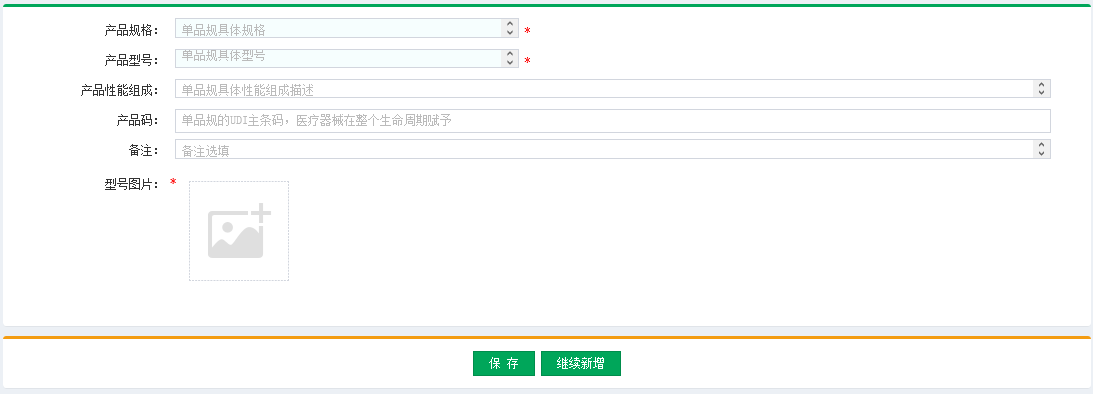 产品规格： 单品规具体规格 *
产品型号： 单品规具体型号 *
产品性能组成： 单品规具体性能组成描述
产品码： 单品规的UDI主条码，医疗器械在整个生命周期赋予
备注： 备注选填
型号图片： *
保 存 继续新增